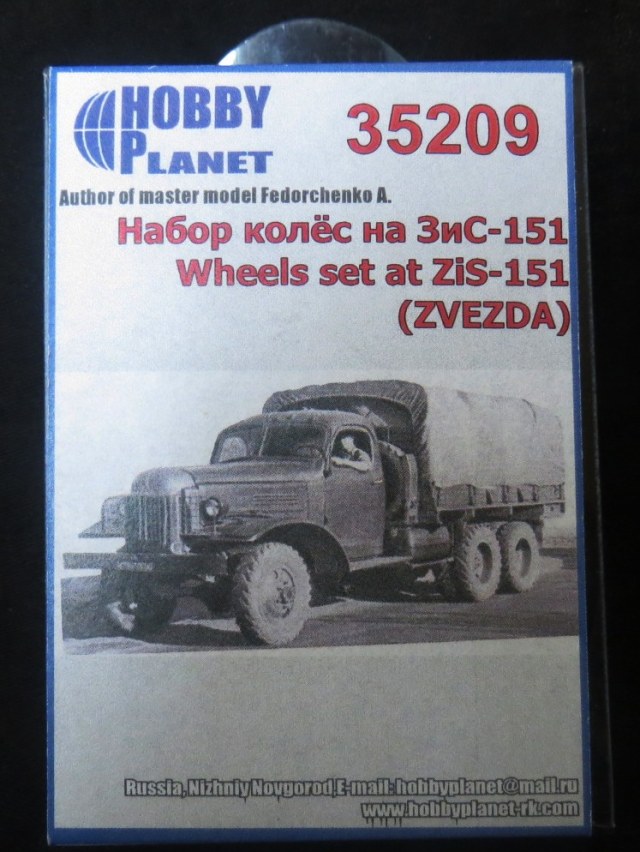 HOBBY
PLANET
35209
Author of master model Fedorchenko A.
Набор колёс на ЗиС-151
Wheels set at ZiS-151
(ZVEZDA)
Russia, Nizhniy Novgorod,E-mail: hobbyplanet@mail.ru
www.hobbyplanet-rk.com